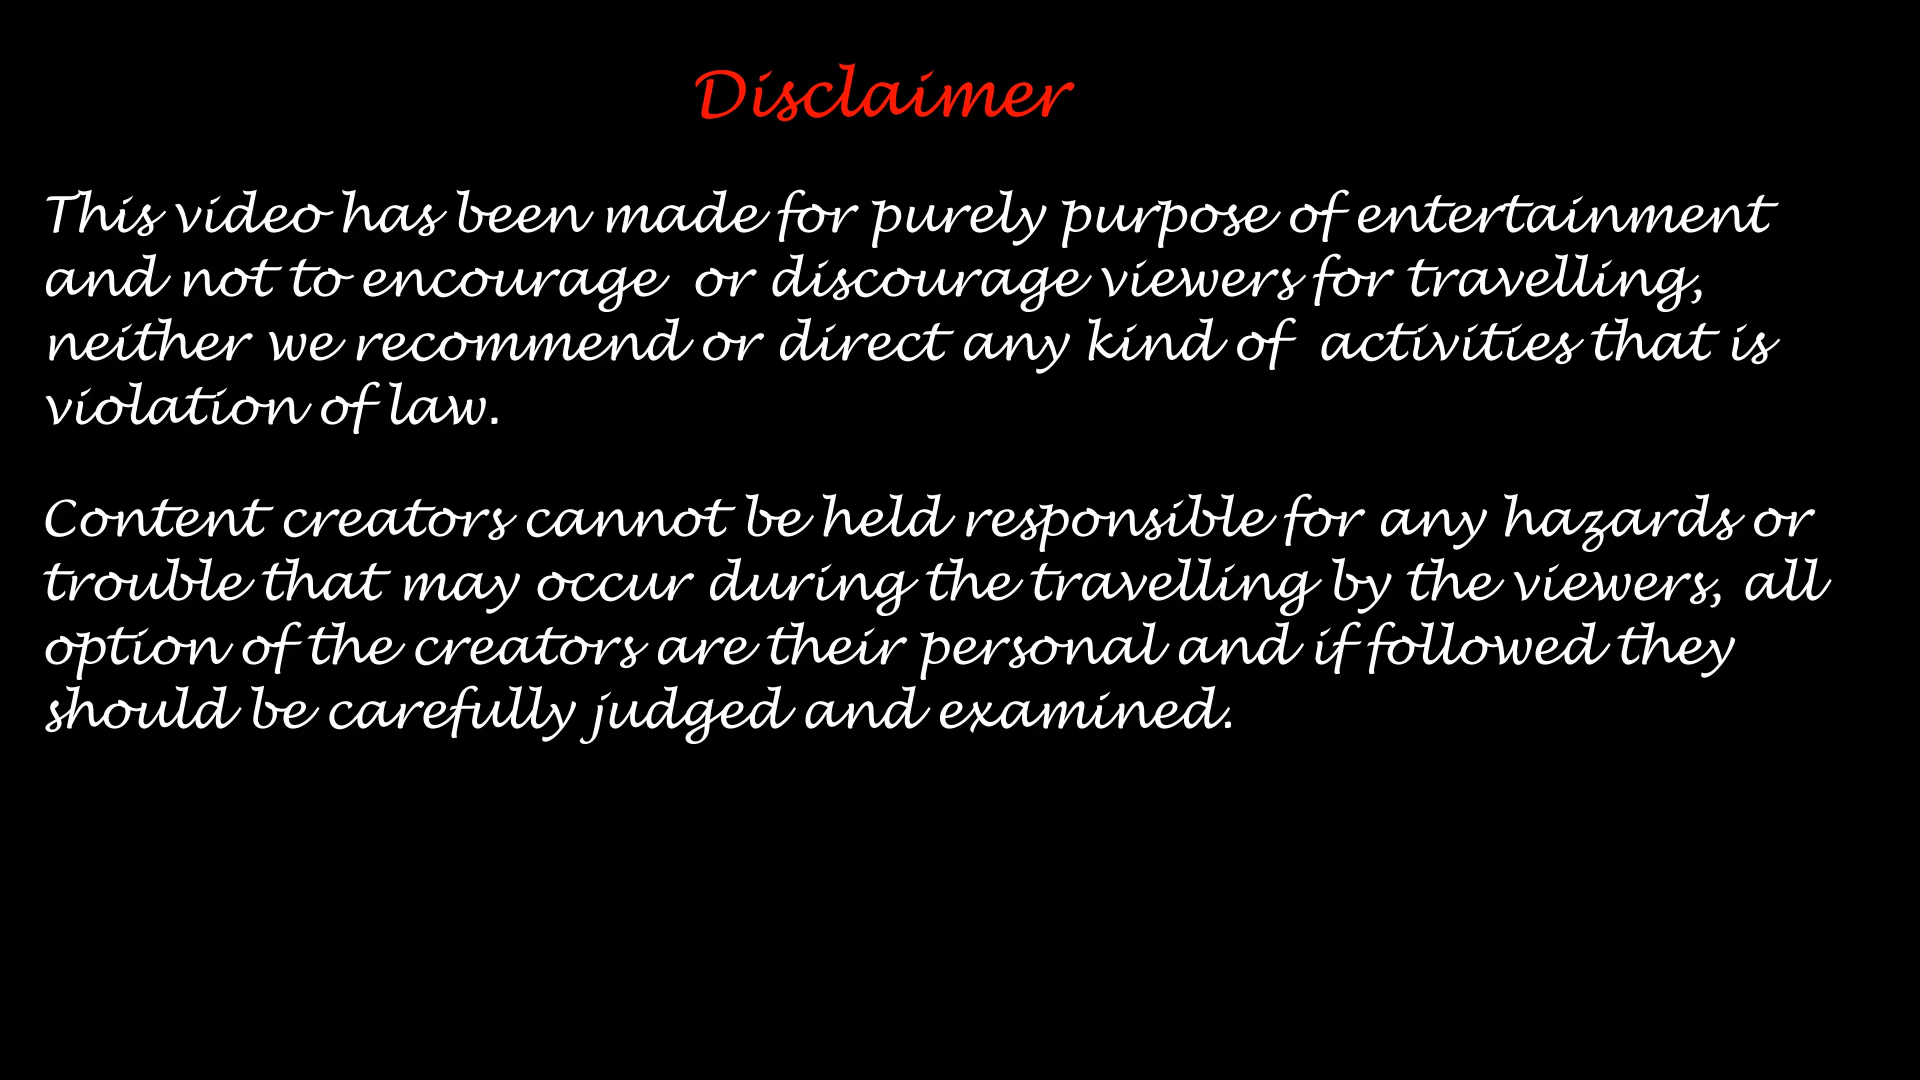 Disclaimer
This video has been made for purely purpose of entertainment
and not to encourage or discourage viewers for travelling,
neither we recommend or direct any kind of activities that is
violation of law.
Content creators cannot be held responsible for any hazards or
trouble that may occur during the travelling by the viewers, all
option of the creators are their personal and if followed they
should be carefully judged and examined.